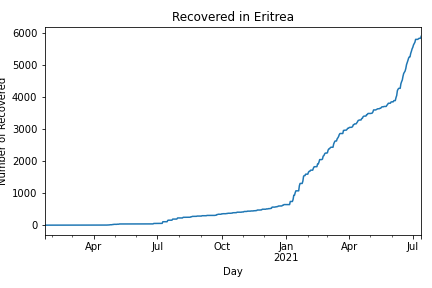 Recovered in Eritrea
6000
5000
4000
3000
2000
1000
0
Number of Recovered
Apr
Jul
Oct
Jan
2021
Apr
Jul
Day